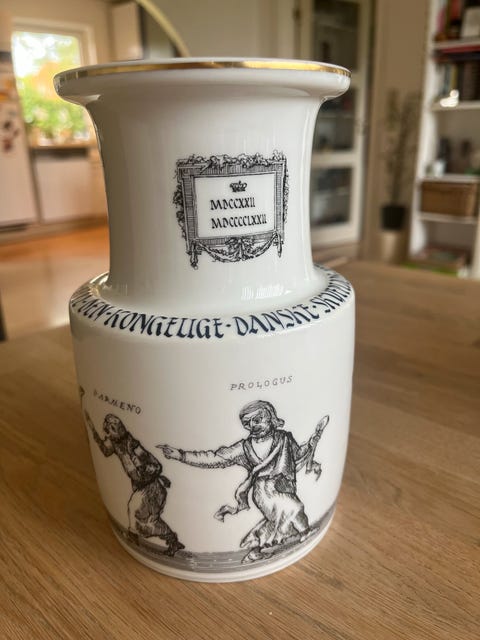 MDCCXXII
MDCCCCLXXII
KONGELIGE·DANSKE
PARMENO
PROLOGUS